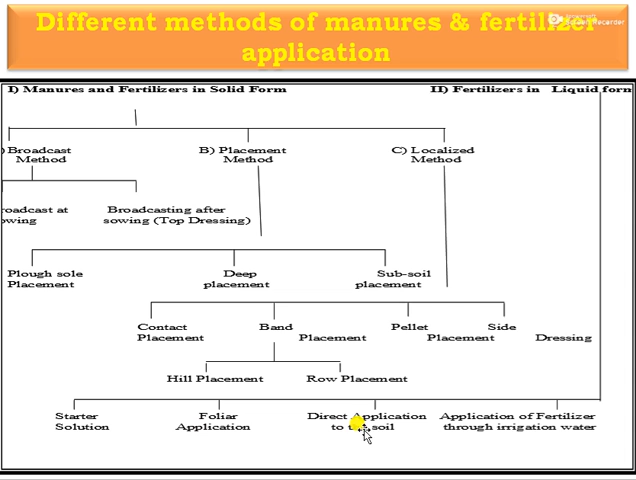 Different methods of manures & fertilizer
application
Screen Recorder
I) Manures and Fertilizers in Solid Form
II) Fertilizers in Liquid form
) Broadcast
Method
B) Placement
Method
C) Localized
Method
roadcast at
owing
Broadcasting after
sowing (Top Dressing)
Plough sole
Placement
Deep
placement
Sub-soil
placement
Contact
Placement
Band
Placement
Pellet
Placement
Side
Dressing
Hill Placement
Row Placement
Starter
Solution
Foliar
Application
Direct Application
to the soil
Application of Fertilizer
through irrigation water